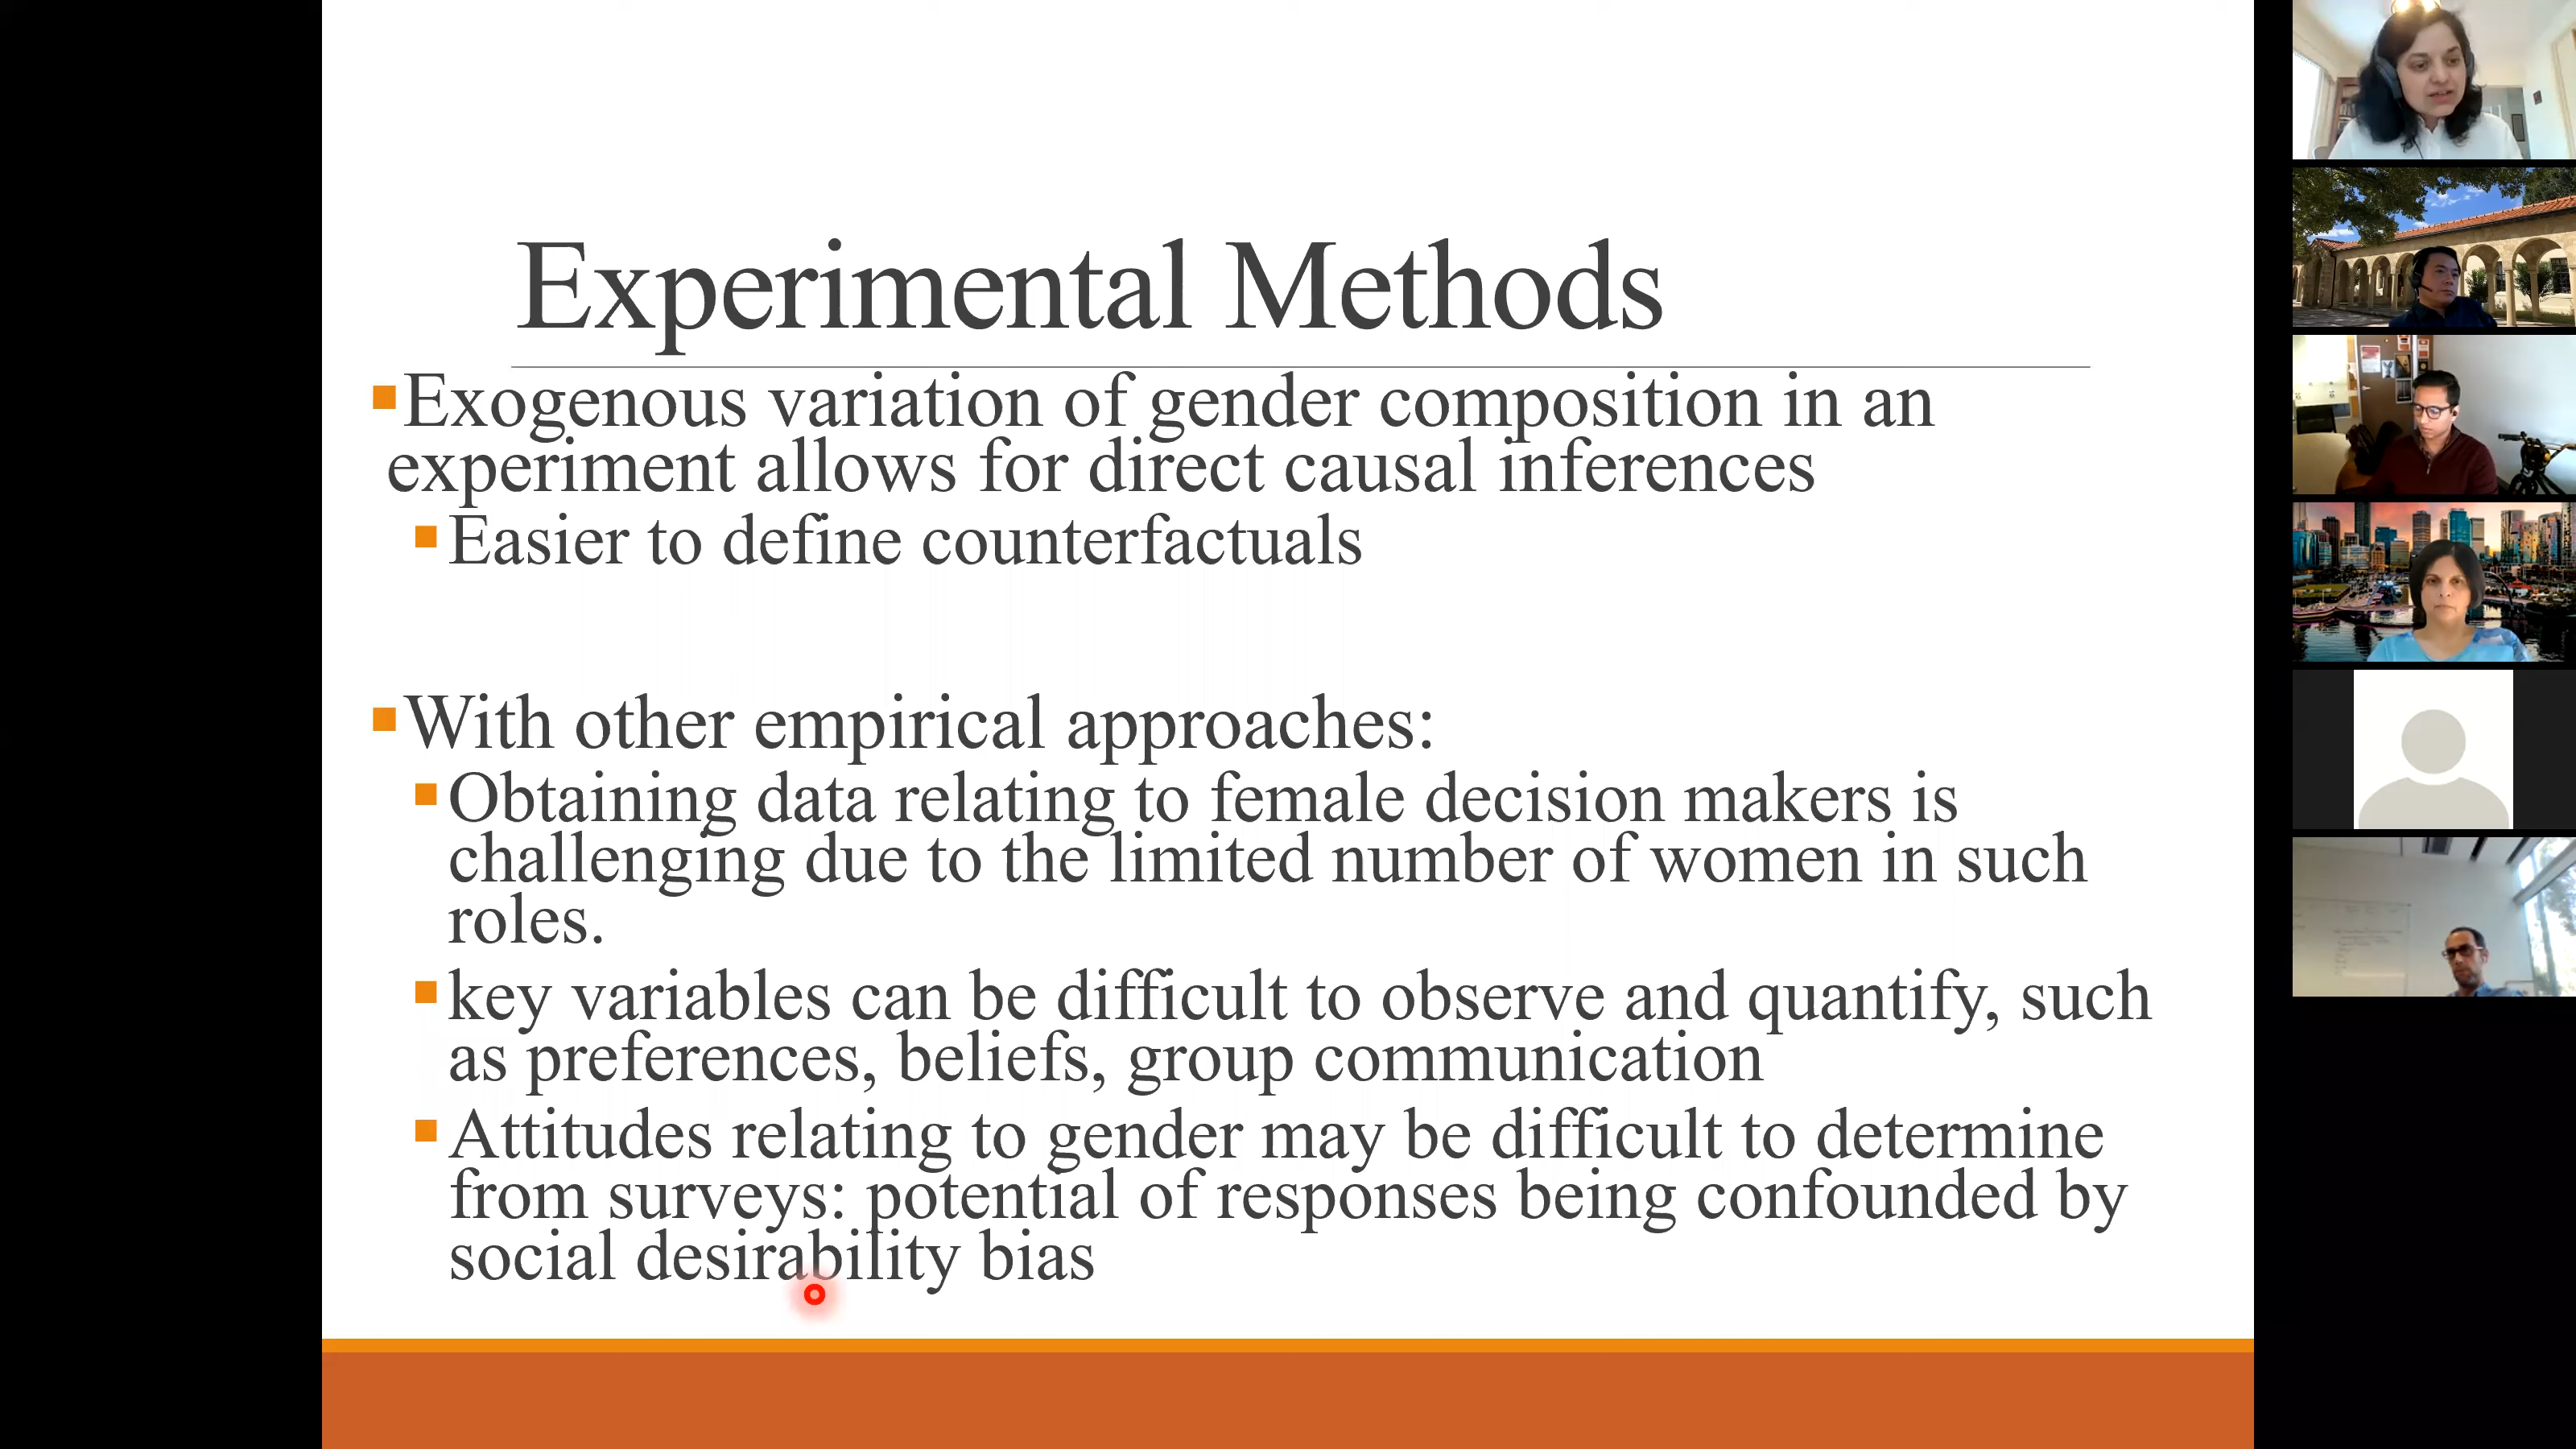 Experimental Methods
Exogenous variation of gender composition in an
experiment allows for direct causal inferences
Easier to define counterfactuals
With other empirical approaches:
Obtaining data relating to female decision makers is
challenging due to the limited number of women in such
roles.
key variables can be difficult to observe and quantify, such
as preferences, beliefs, group communication
Attitudes relating to gender may be difficult to determine
from surveys: potential of responses being confounded by
social desirability bias